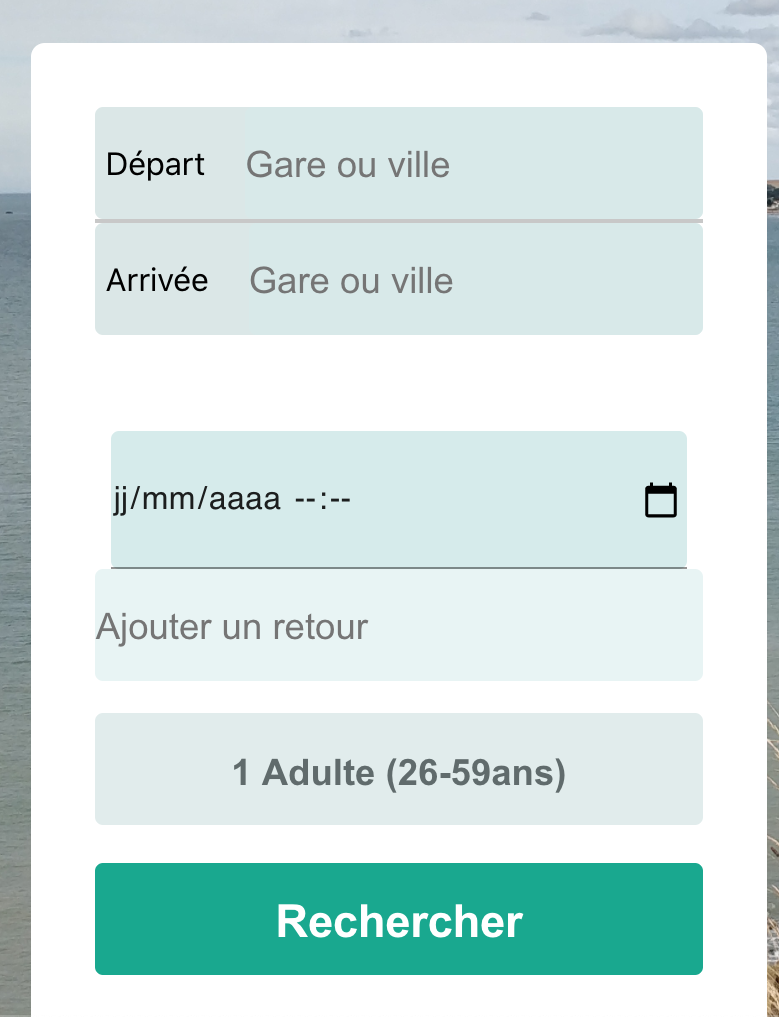 Départ Gare ou ville
Arrivée Gare ou ville
jj/mm/aaaa --:--
Ajouter un retour
1 Adulte (26-59ans)
Rechercher